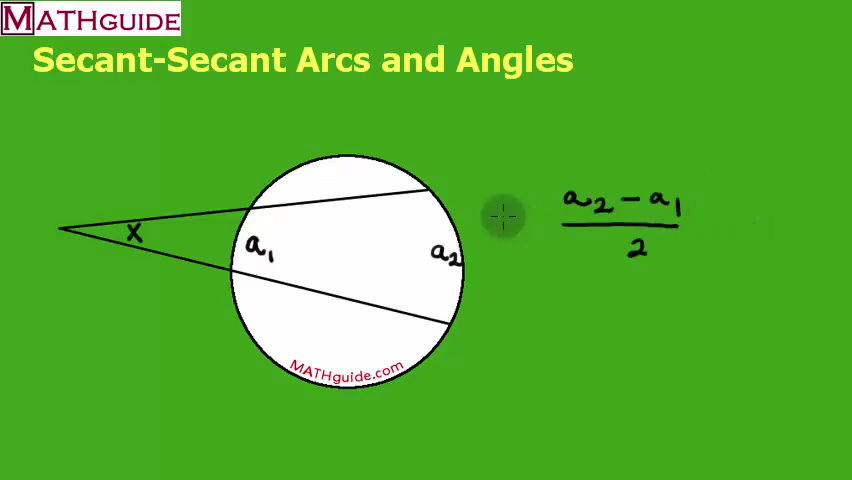 MATHGUIDE
Secant-Secant Arcs and Angles
x
a₁
a₂
a₂ − a₁
2
MATHguide.com